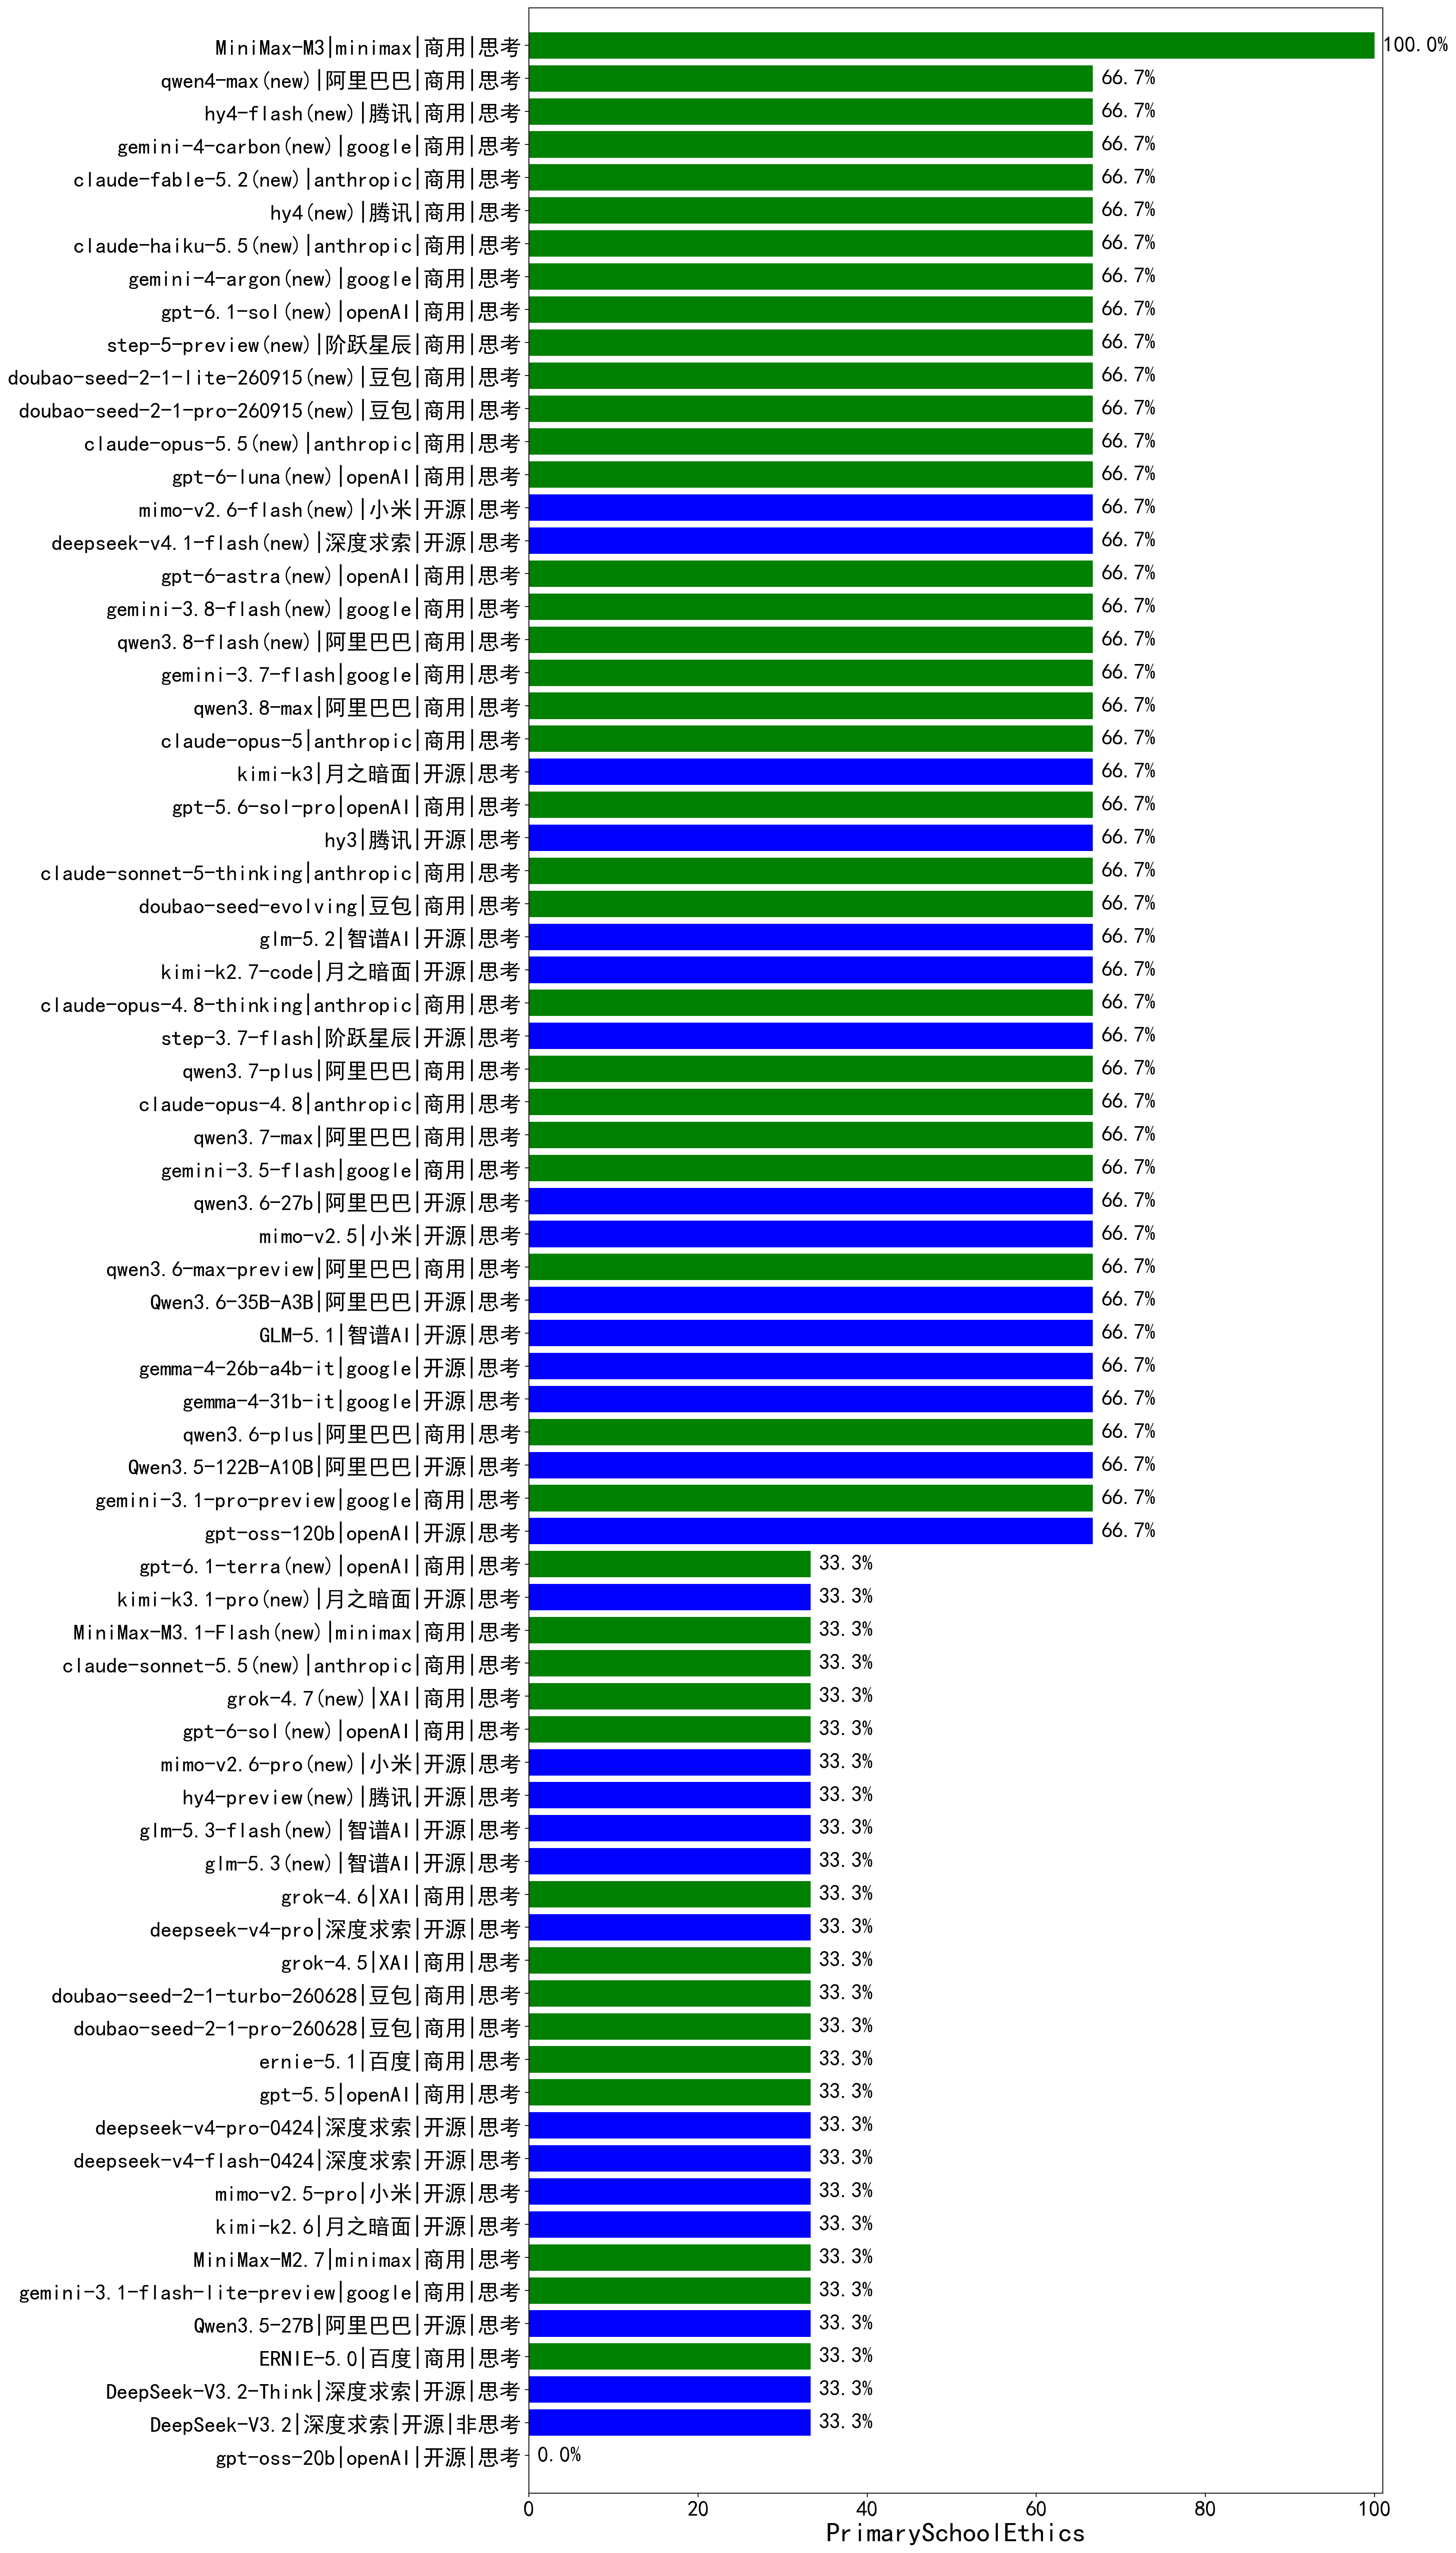 MiniMax-M3|minimax|商用|思考 100.0%
qwen4-max(new)|阿里巴巴|商用|思考 66.7%
hy4-flash(new)|腾讯|商用|思考 66.7%
gemini-4-carbon(new)|google|商用|思考 66.7%
claude-fable-5.2(new)|anthropic|商用|思考 66.7%
hy4(new)|腾讯|商用|思考 66.7%
claude-haiku-5.5(new)|anthropic|商用|思考 66.7%
gemini-4-argon(new)|google|商用|思考 66.7%
gpt-6.1-sol(new)|openAI|商用|思考 66.7%
step-5-preview(new)|阶跃星辰|商用|思考 66.7%
doubao-seed-2-1-lite-260915(new)|豆包|商用|思考 66.7%
doubao-seed-2-1-pro-260915(new)|豆包|商用|思考 66.7%
claude-opus-5.5(new)|anthropic|商用|思考 66.7%
gpt-6-luna(new)|openAI|商用|思考 66.7%
mimo-v2.6-flash(new)|小米|开源|思考 66.7%
deepseek-v4.1-flash(new)|深度求索|开源|思考 66.7%
gpt-6-astra(new)|openAI|商用|思考 66.7%
gemini-3.8-flash(new)|google|商用|思考 66.7%
qwen3.8-flash(new)|阿里巴巴|商用|思考 66.7%
gemini-3.7-flash|google|商用|思考 66.7%
qwen3.8-max|阿里巴巴|商用|思考 66.7%
claude-opus-5|anthropic|商用|思考 66.7%
kimi-k3|月之暗面|开源|思考 66.7%
gpt-5.6-sol-pro|openAI|商用|思考 66.7%
hy3|腾讯|开源|思考 66.7%
claude-sonnet-5-thinking|anthropic|商用|思考 66.7%
doubao-seed-evolving|豆包|商用|思考 66.7%
glm-5.2|智谱AI|开源|思考 66.7%
kimi-k2.7-code|月之暗面|开源|思考 66.7%
claude-opus-4.8-thinking|anthropic|商用|思考 66.7%
step-3.7-flash|阶跃星辰|开源|思考 66.7%
qwen3.7-plus|阿里巴巴|商用|思考 66.7%
claude-opus-4.8|anthropic|商用|思考 66.7%
qwen3.7-max|阿里巴巴|商用|思考 66.7%
gemini-3.5-flash|google|商用|思考 66.7%
qwen3.6-27b|阿里巴巴|开源|思考 66.7%
mimo-v2.5|小米|开源|思考 66.7%
qwen3.6-max-preview|阿里巴巴|商用|思考 66.7%
Qwen3.6-35B-A3B|阿里巴巴|开源|思考 66.7%
GLM-5.1|智谱AI|开源|思考 66.7%
gemma-4-26b-a4b-it|google|开源|思考 66.7%
gemma-4-31b-it|google|开源|思考 66.7%
qwen3.6-plus|阿里巴巴|商用|思考 66.7%
Qwen3.5-122B-A10B|阿里巴巴|开源|思考 66.7%
gemini-3.1-pro-preview|google|商用|思考 66.7%
gpt-oss-120b|openAI|开源|思考 66.7%
gpt-6.1-terra(new)|openAI|商用|思考 33.3%
kimi-k3.1-pro(new)|月之暗面|开源|思考 33.3%
MiniMax-M3.1-Flash(new)|minimax|商用|思考 33.3%
claude-sonnet-5.5(new)|anthropic|商用|思考 33.3%
grok-4.7(new)|XAI|商用|思考 33.3%
gpt-6-sol(new)|openAI|商用|思考 33.3%
mimo-v2.6-pro(new)|小米|开源|思考 33.3%
hy4-preview(new)|腾讯|开源|思考 33.3%
glm-5.3-flash(new)|智谱AI|开源|思考 33.3%
glm-5.3(new)|智谱AI|开源|思考 33.3%
grok-4.6|XAI|商用|思考 33.3%
deepseek-v4-pro|深度求索|开源|思考 33.3%
grok-4.5|XAI|商用|思考 33.3%
doubao-seed-2-1-turbo-260628|豆包|商用|思考 33.3%
doubao-seed-2-1-pro-260628|豆包|商用|思考 33.3%
ernie-5.1|百度|商用|思考 33.3%
gpt-5.5|openAI|商用|思考 33.3%
deepseek-v4-pro-0424|深度求索|开源|思考 33.3%
deepseek-v4-flash-0424|深度求索|开源|思考 33.3%
mimo-v2.5-pro|小米|开源|思考 33.3%
kimi-k2.6|月之暗面|开源|思考 33.3%
MiniMax-M2.7|minimax|商用|思考 33.3%
gemini-3.1-flash-lite-preview|google|商用|思考 33.3%
Qwen3.5-27B|阿里巴巴|开源|思考 33.3%
ERNIE-5.0|百度|商用|思考 33.3%
DeepSeek-V3.2-Think|深度求索|开源|思考 33.3%
DeepSeek-V3.2|深度求索|开源|非思考 33.3%
gpt-oss-20b|openAI|开源|思考 0.0%
0 20 40 60 80 100
PrimarySchoolEthics